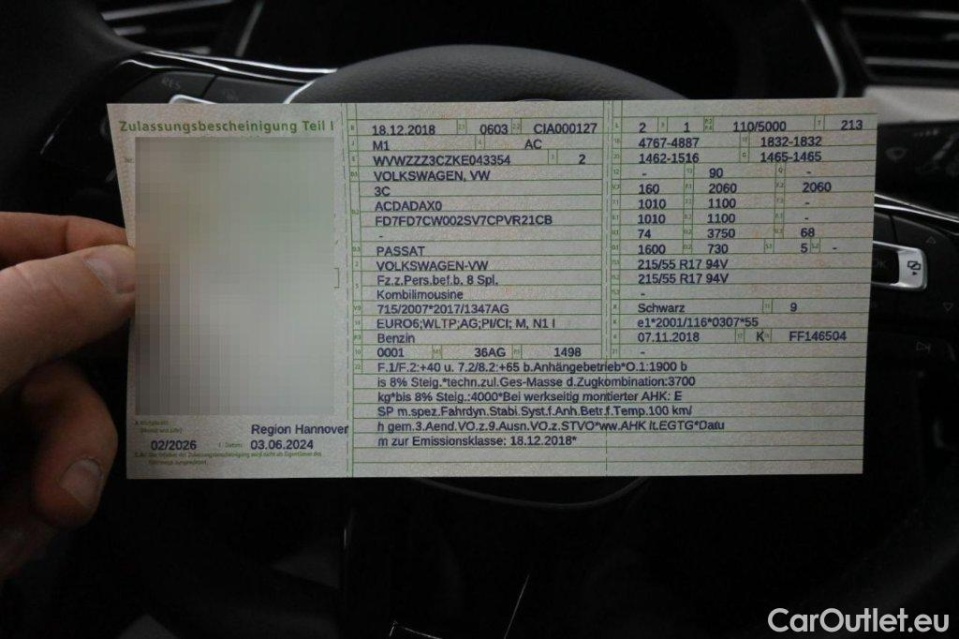 Zulassungsbescheinigung Teil I
02/2026
Region Hannover
03.06.2024
18.12.2018 0603 CIA000127
M1 AC
WVWZZZ3CZKE043354 2
VOLKSWAGEN, VW
3C
ACDADAX0
FD7FD7CW002SV7CPVR21CB
-
PASSAT
VOLKSWAGEN-VW
Fz.z.Pers.bef.b. 8 Spl.
Kombilimousine
715/2007*2017/1347AG
EURO6;WLTP;AG;PI/CI; M, N1 I
Benzin
0001 36AG 1498
2 1 110/5000 213
4767-4887 1832-1832
1462-1516 1465-1465
- 90 -
160 2060 2060
1010 1100 -
1010 1100 -
74 3750 68
1600 730 5 -
215/55 R17 94V
215/55 R17 94V
-
Schwarz 9
e1*2001/116*0307*55
07.11.2018 K FF146504
-
F.1/F.2:+40 u. 7.2/8.2:+65 b.Anhängebetrieb*O.1:1900 b
is 8% Steig.*techn.zul.Ges-Masse d.Zugkombination:3700
kg*bis 8% Steig.:4000*Bei werkseitig montierter AHK: E
SP m.spez.Fahrdyn.Stabi.Syst.f.Anh.Betr.f.Temp.100 km/
h gem.3.Aend.VO.z.9.Ausn.VO.z.STVO*ww.AHK lt.EGTG*Datu
m zur Emissionsklasse: 18.12.2018*
CarOutlet.eu